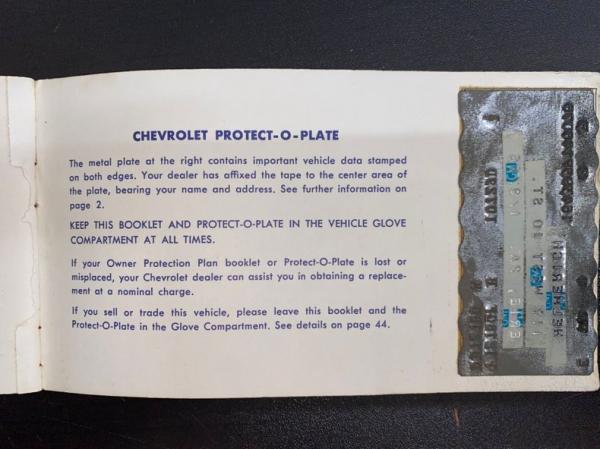 CHEVROLET PROTECT-O-PLATE
The metal plate at the right contains important vehicle data stamped
on both edges. Your dealer has affixed the tape to the center area of
the plate, bearing your name and address. See further information on
page 2.
KEEP THIS BOOKLET AND PROTECT-O-PLATE IN THE VEHICLE GLOVE
COMPARTMENT AT ALL TIMES.
If your Owner Protection Plan booklet or Protect-O-Plate is lost or
misplaced, your Chevrolet dealer can assist you in obtaining a replace-
ment at a nominal charge.
If you sell or trade this vehicle, please leave this booklet and the
Protect-O-Plate in the Glove Compartment. See details on page 44.